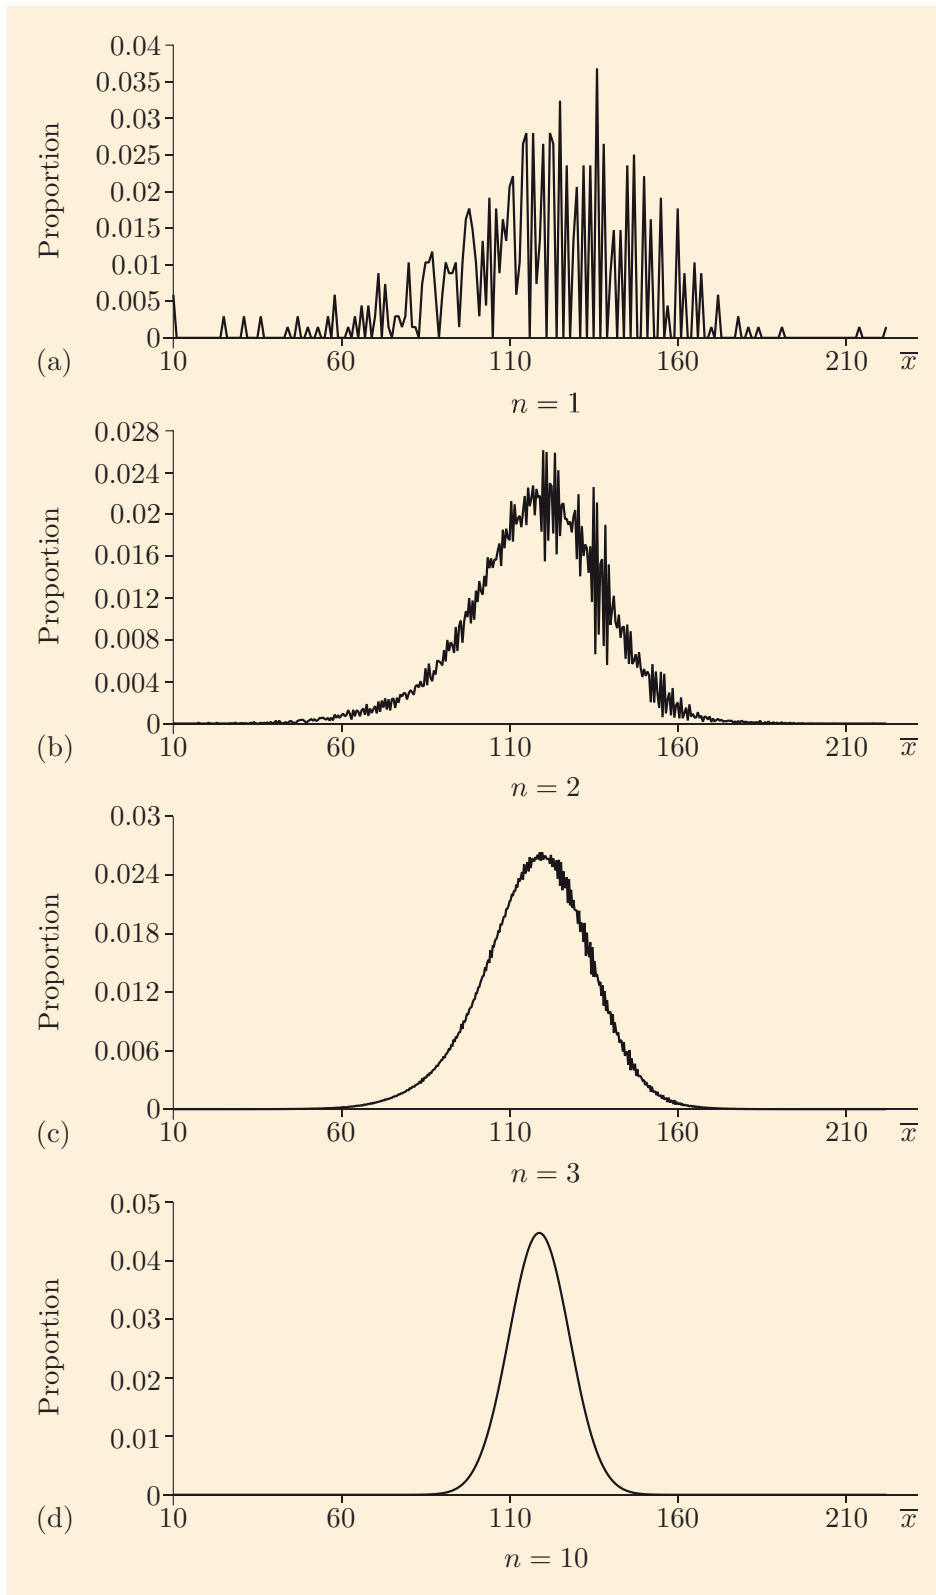 0.04
0.035
0.03
0.025
0.02
0.015
0.01
0.005
0
Proportion
(a)
10 60 110 160 210 x̅
n = 1
0.028
0.024
0.02
0.016
0.012
0.008
0.004
0
Proportion
(b)
10 60 110 160 210 x̅
n = 2
0.03
0.024
0.018
0.012
0.006
0
Proportion
(c)
10 60 110 160 210 x̅
n = 3
0.05
0.04
0.03
0.02
0.01
0
Proportion
(d)
10 60 110 160 210 x̅
n = 10